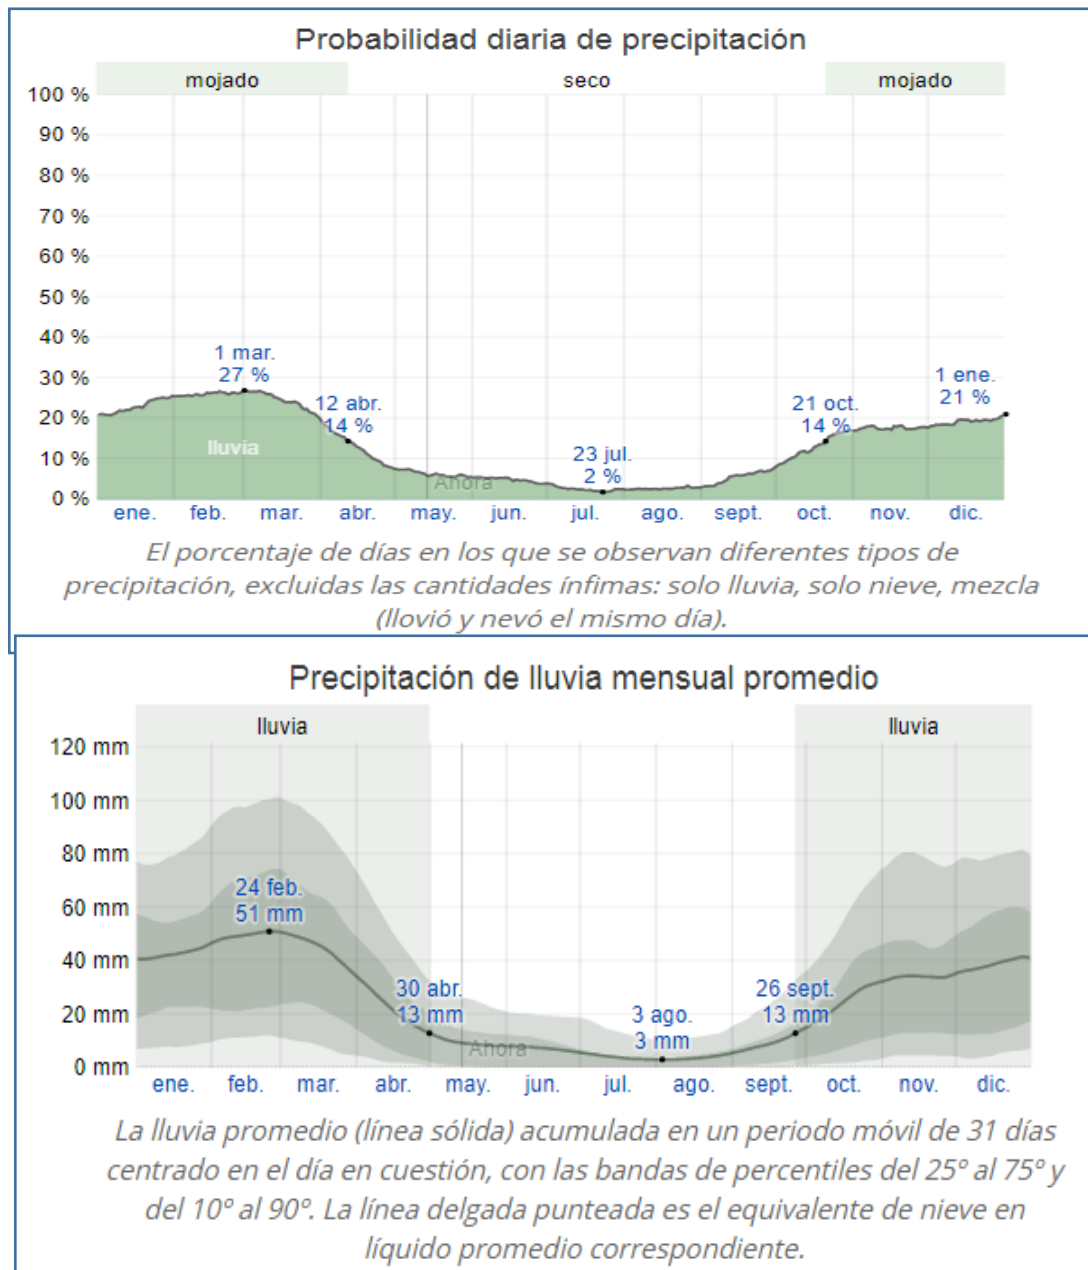 Probabilidad diaria de precipitación
mojado seco mojado
100 %
90 %
80 %
70 %
60 %
50 %
40 %
30 %
20 %
10 %
0 %
1 mar.
27 %
12 abr.
14 %
23 jul.
2 %
21 oct.
14 %
1 ene.
21 %
lluvia
Ahora
ene. feb. mar. abr. may. jun. jul. ago. sept. oct. nov. dic.
El porcentaje de días en los que se observan diferentes tipos de
precipitación, excluidas las cantidades ínfimas: solo lluvia, solo nieve, mezcla
(llovió y nevó el mismo día).
Precipitación de lluvia mensual promedio
lluvia lluvia
120 mm
100 mm
80 mm
60 mm
40 mm
20 mm
0 mm
24 feb.
51 mm
30 abr.
13 mm
3 ago.
3 mm
26 sept.
13 mm
Ahora
ene. feb. mar. abr. may. jun. jul. ago. sept. oct. nov. dic.
La lluvia promedio (línea sólida) acumulada en un periodo móvil de 31 días
centrado en el día en cuestión, con las bandas de percentiles del 25º al 75º y
del 10º al 90º. La línea delgada punteada es el equivalente de nieve en
líquido promedio correspondiente.